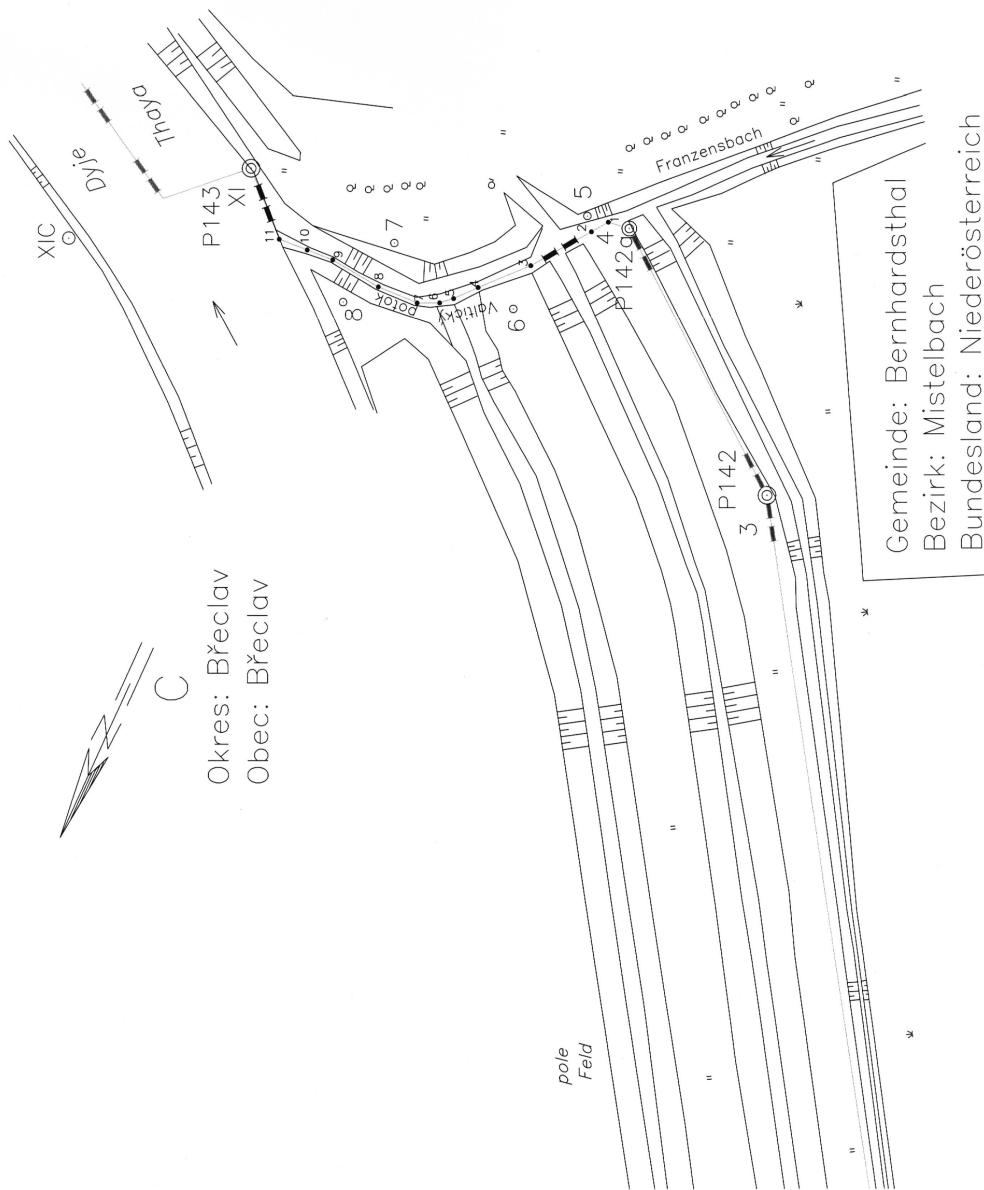 XIC
Dyje
Thaya
P143
XI
11
10
9
8
7
6
5
4
3
2
1
8
7
potok
Valtický
6
5
4
P142a
Franzensbach
P142
3
C
Okres: Břeclav
Obec: Břeclav
pole
Feld
Gemeinde: Bernhardsthal
Bezirk: Mistelbach
Bundesland: Niederösterreich